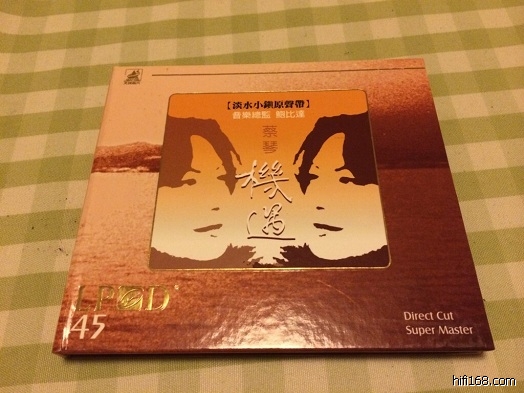 【淡水小鎮原聲帶】
音樂總監 鮑比達
蔡琴
機遇
LPCD
45
Direct Cut
Super Master
hifi168.com